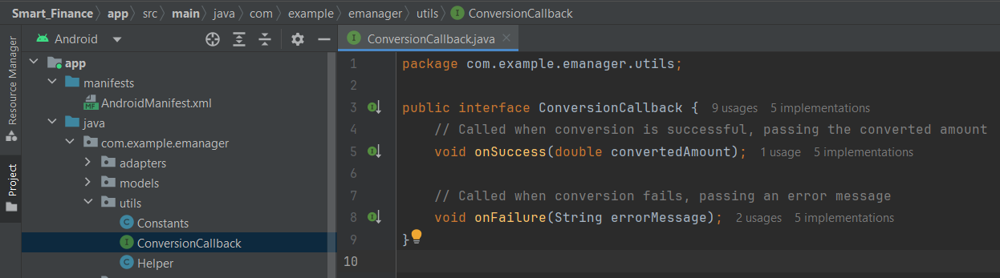 Smart_Finance app src main java com example emanager utils ConversionCallback
Resource Manager
Project
Android
app
manifests
AndroidManifest.xml
java
com.example.emanager
adapters
models
utils
Constants
ConversionCallback
Helper
ConversionCallback.java
1 package com.example.emanager.utils;
2
3 public interface ConversionCallback { 9 usages 5 implementations
4 // Called when conversion is successful, passing the converted amount
5 void onSuccess(double convertedAmount); 1 usage 5 implementations
6
7 // Called when conversion fails, passing an error message
8 void onFailure(String errorMessage); 2 usages 5 implementations
9 }
10